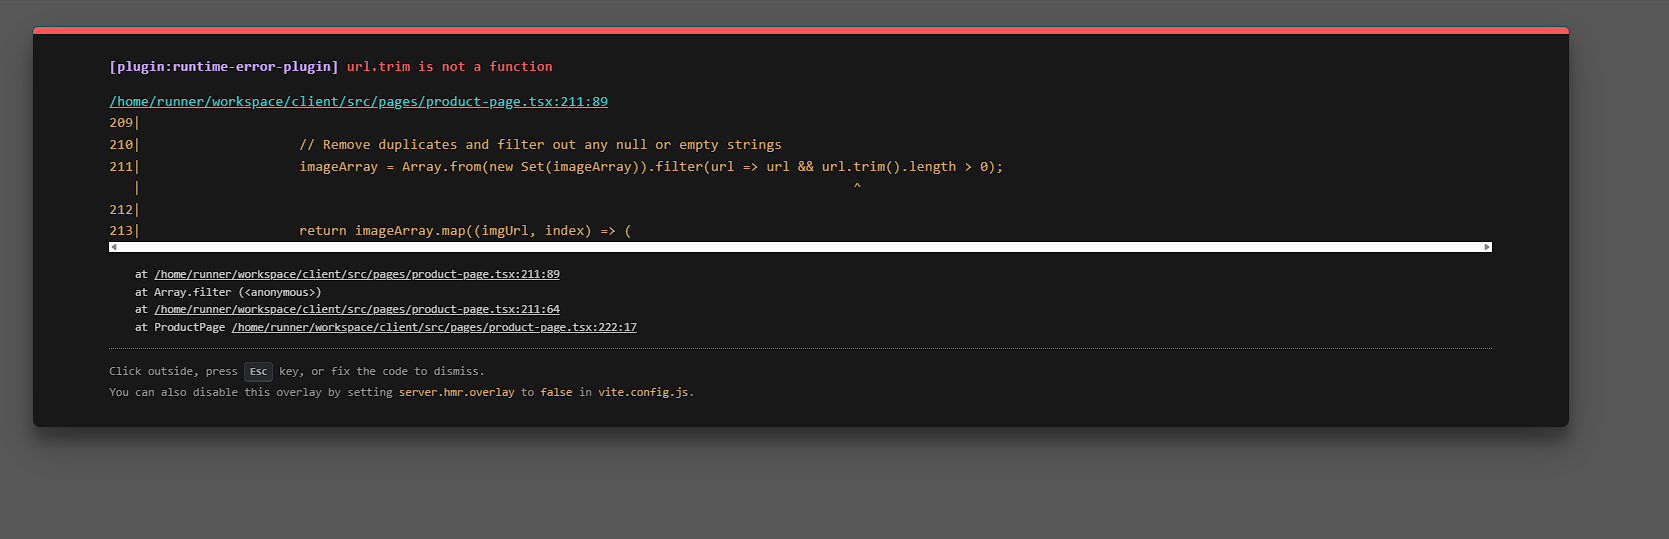 [plugin:runtime-error-plugin] url.trim is not a function
/home/runner/workspace/client/src/pages/product-page.tsx:211:89
209|
210|                    // Remove duplicates and filter out any null or empty strings
211|                    imageArray = Array.from(new Set(imageArray)).filter(url => url && url.trim().length > 0);
   |                                                                                           ^
212|
213|                    return imageArray.map((imgUrl, index) => (
at /home/runner/workspace/client/src/pages/product-page.tsx:211:89
at Array.filter (<anonymous>)
at /home/runner/workspace/client/src/pages/product-page.tsx:211:64
at ProductPage /home/runner/workspace/client/src/pages/product-page.tsx:222:17
Click outside, press Esc key, or fix the code to dismiss.
You can also disable this overlay by setting server.hmr.overlay to false in vite.config.js.